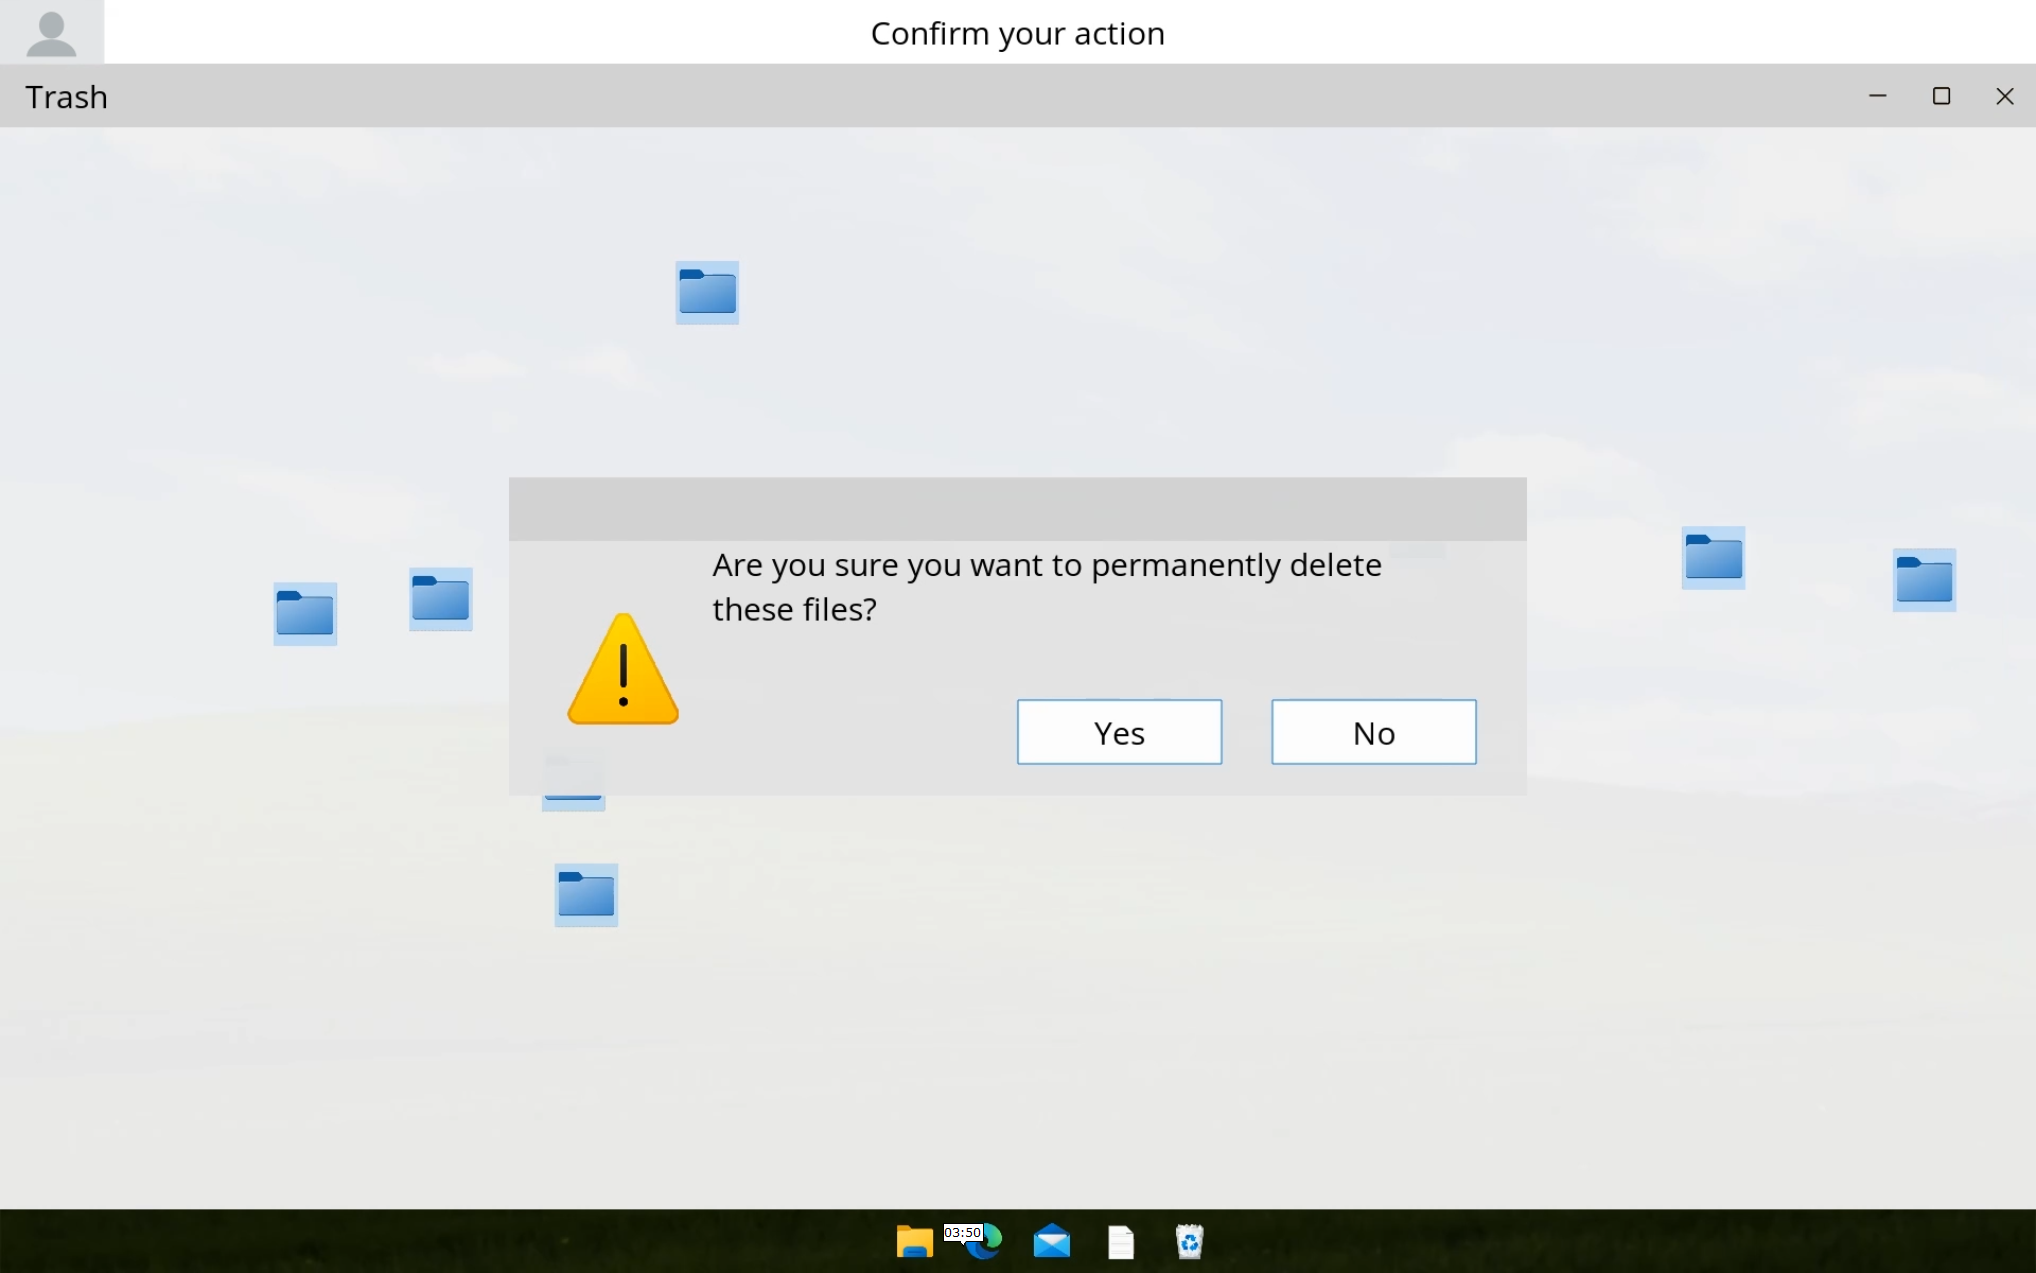 Confirm your action
Trash
Are you sure you want to permanently delete
these files?
Yes
No
03:50